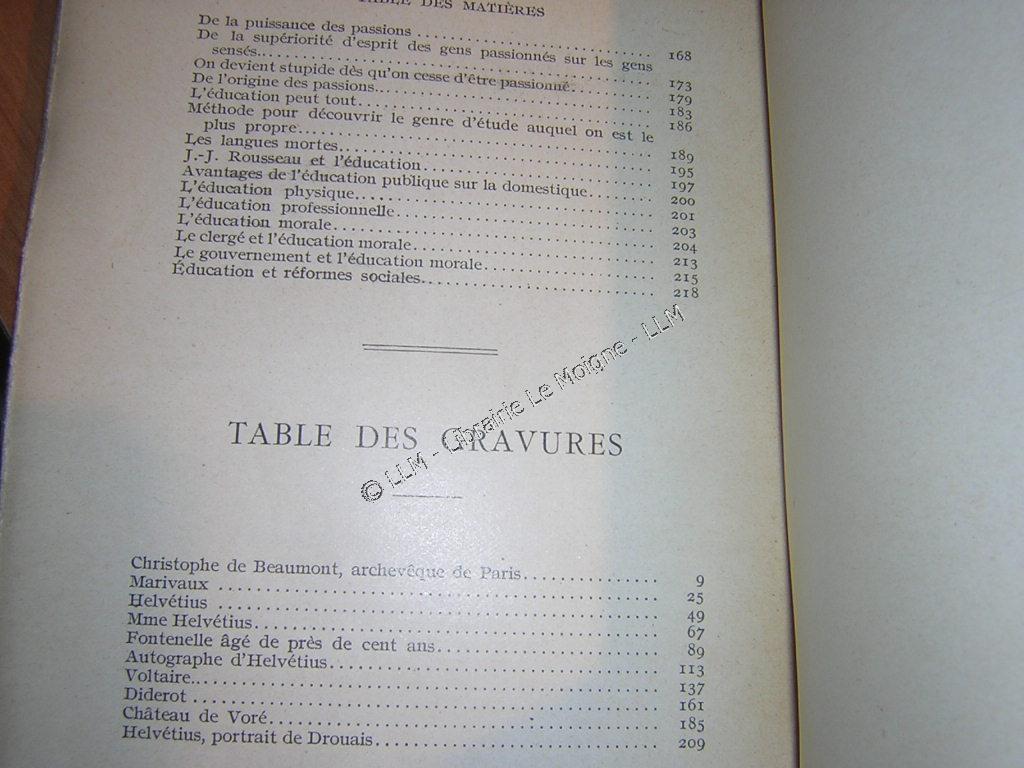 TABLE DES MATIÈRES
De la puissance des passions ........ 168
De la supériorité d'esprit des gens passionnés sur les gens
sensés........ 173
On devient stupide dès qu'on cesse d'être passionné........ 179
De l'origine des passions........ 183
L'éducation peut tout........ 186
Méthode pour découvrir le genre d'étude auquel on est le
plus propre........ 189
Les langues mortes........ 195
J.-J. Rousseau et l'éducation........ 197
Avantages de l'éducation publique sur la domestique........ 200
L'éducation physique........ 201
L'éducation professionnelle........ 203
L'éducation morale........ 204
Le clergé et l'éducation morale........ 213
Le gouvernement et l'éducation morale........ 215
Éducation et réformes sociales........ 218
TABLE DES GRAVURES
© LLM - Librairie Le Moigne - LLM
Christophe de Beaumont, archevêque de Paris........ 9
Marivaux ........ 25
Helvétius ........ 49
Mme Helvétius........ 67
Fontenelle âgé de près de cent ans........ 89
Autographe d'Helvétius........ 113
Voltaire........ 137
Diderot ........ 161
Château de Voré........ 185
Helvétius, portrait de Drouais........ 209